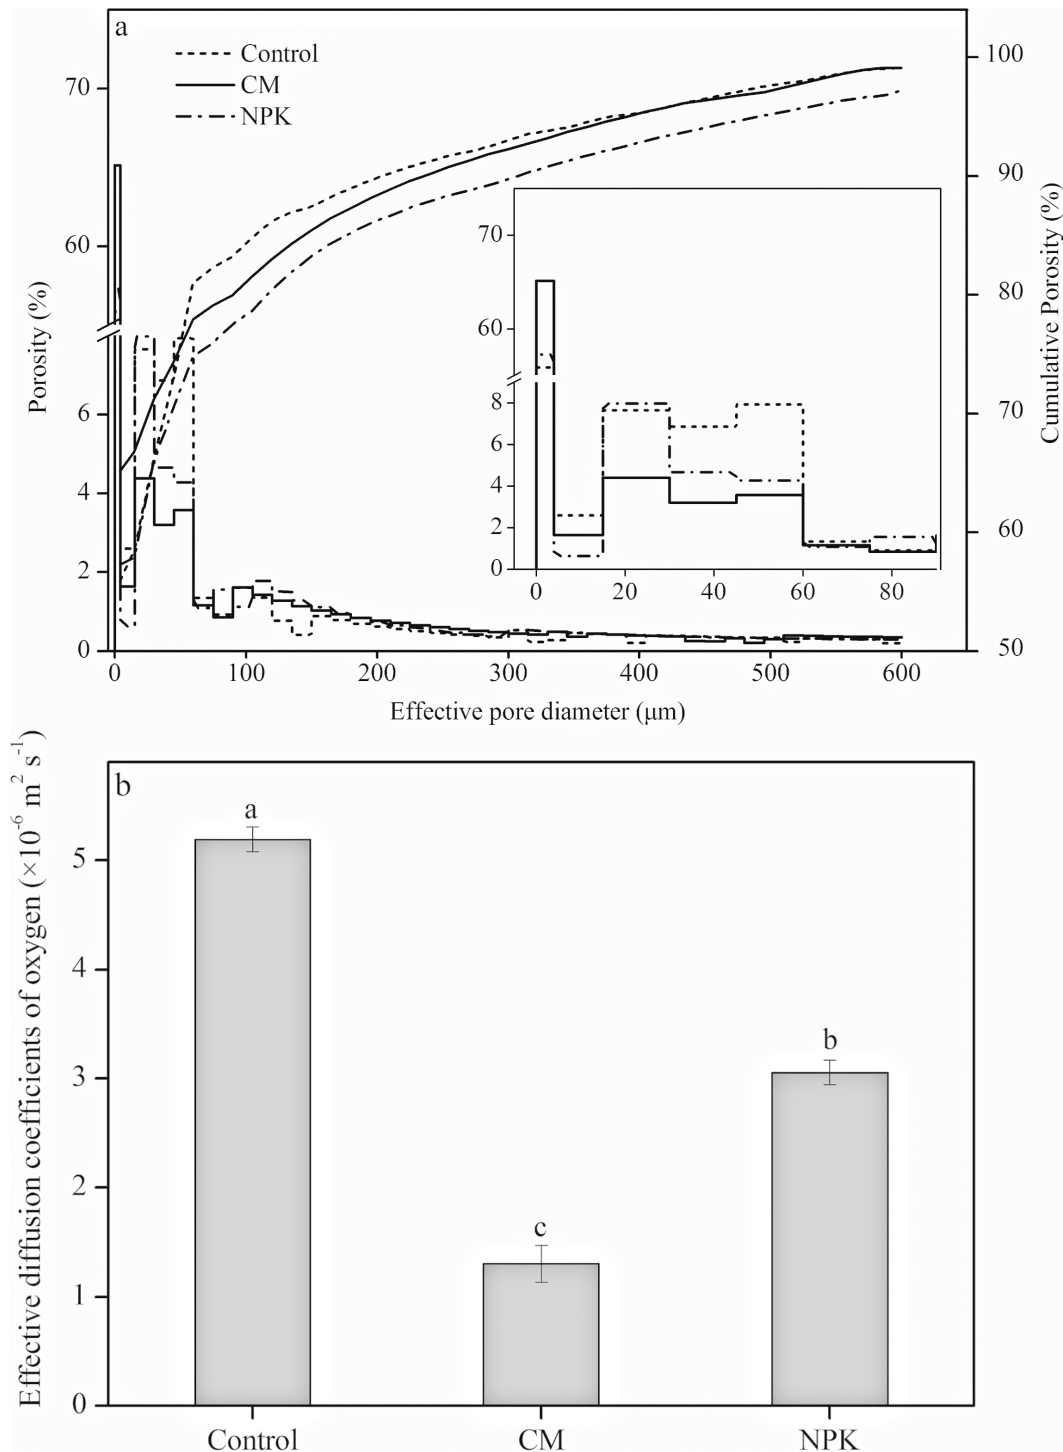 a
Control
CM
NPK
70
60
6
4
2
0
Porosity (%)
100
90
80
70
60
50
Cumulative Porosity (%)
70
60
8
6
4
2
0
0 20 40 60 80
0 100 200 300 400 500 600
Effective pore diameter (μm)
b
a
c
b
5
4
3
2
1
0
Effective diffusion coefficients of oxygen (×10⁻⁶ m² s⁻¹)
Control CM NPK